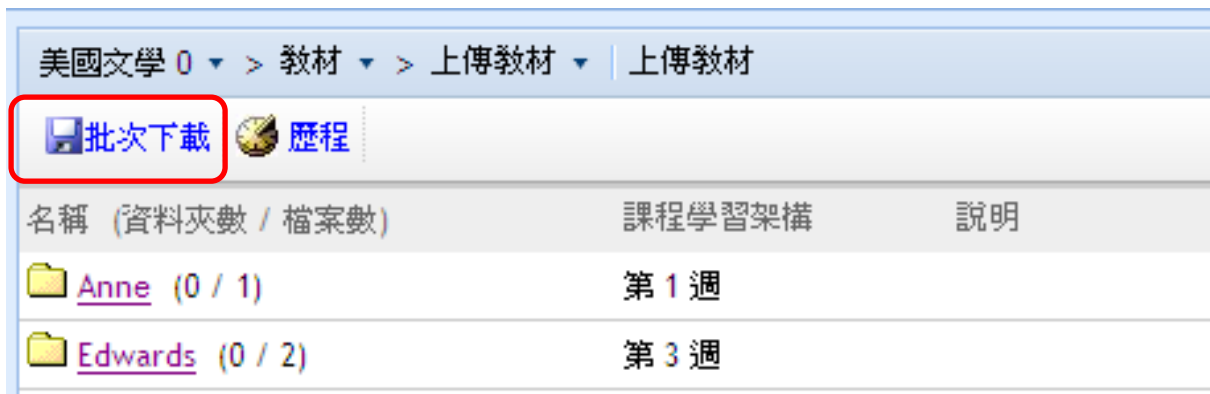 美國文學 0 ▾ > 教材 ▾ > 上傳教材 ▾ | 上傳教材
批次下載 歷程
名稱 (資料夾數 / 檔案數) 課程學習架構 說明
Anne (0 / 1) 第 1 週
Edwards (0 / 2) 第 3 週